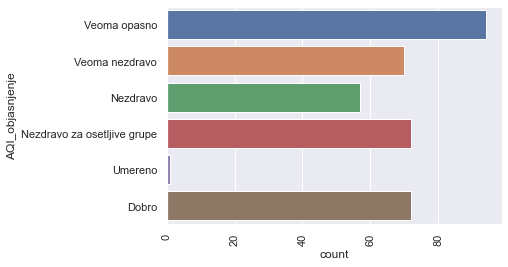 Veoma opasno
Veoma nezdravo
Nezdravo
Nezdravo za osetljive grupe
Umereno
Dobro
AQI_objasnjenje
0
20
40
60
80
count